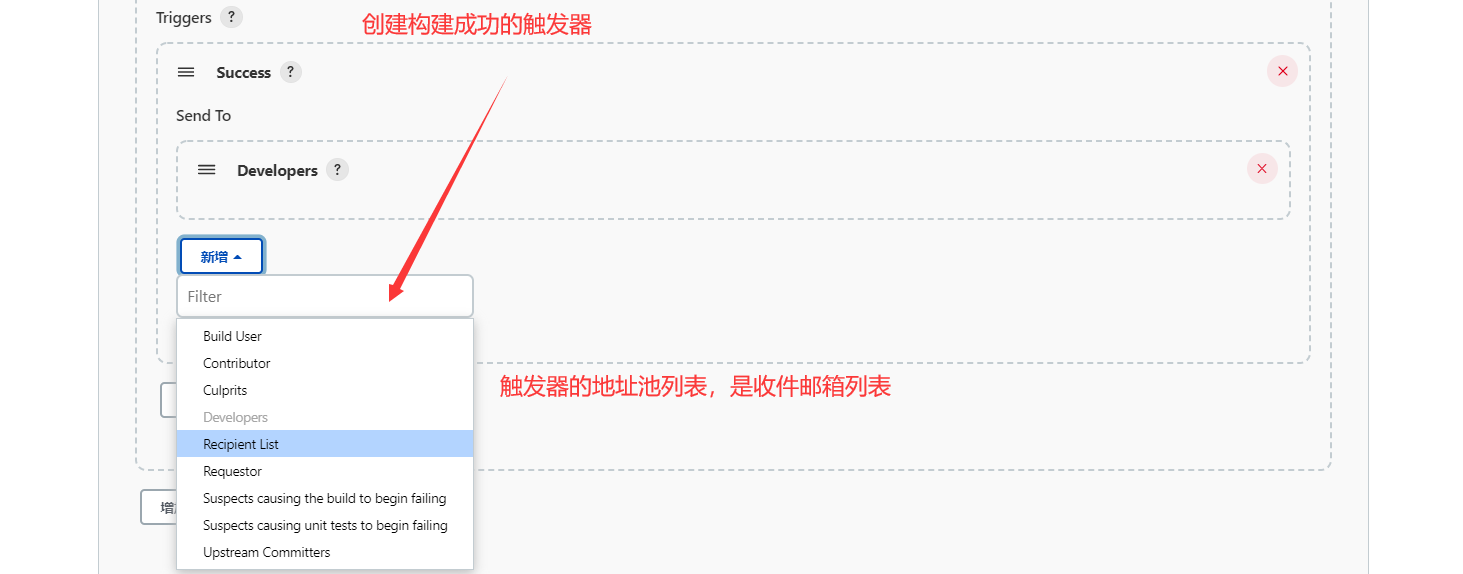 Triggers ?
创建构建成功的触发器
Success ?
Send To
Developers ?
新增
Filter
Build User
Contributor
Culprits
触发器的地址池列表，是收件邮箱列表
Developers
Recipient List
Requestor
Suspects causing the build to begin failing
增
Suspects causing unit tests to begin failing
Upstream Committers